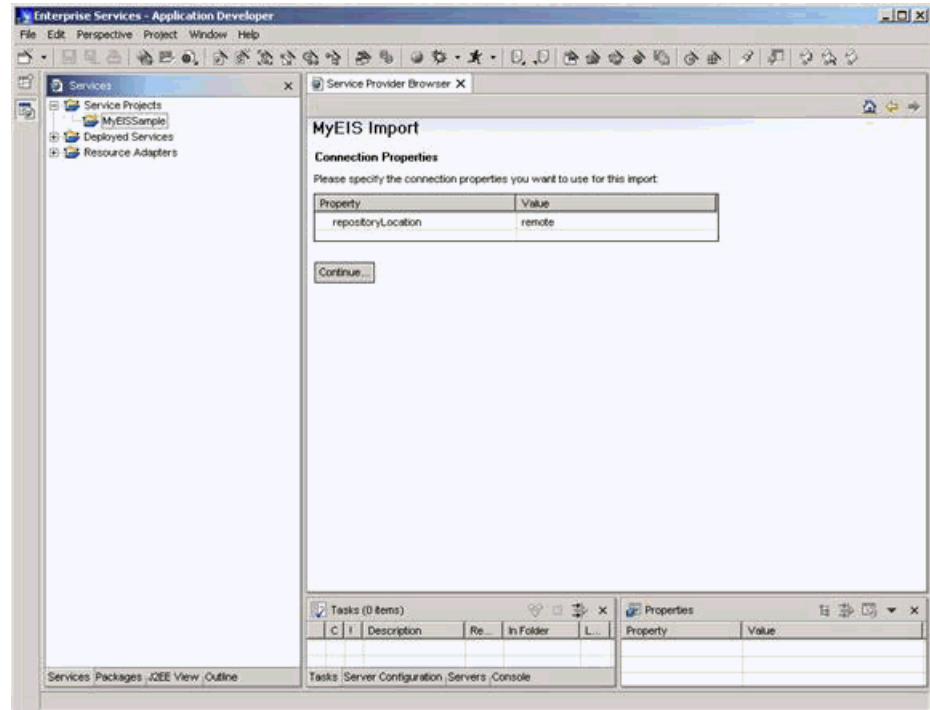 Enterprise Services - Application Developer
File Edit Perspective Project Window Help
Services
Service Projects
MyEISSample
Deployed Services
Resource Adapters
Service Provider Browser
MyEIS Import
Connection Properties
Please specify the connection properties you want to use for this import:
Property Value
repositoryLocation remote
Continue...
Tasks (0 items)
C ! Description Re... In Folder L...
Properties
Property Value
Services Packages J2EE View Outline
Tasks Server Configuration Servers Console